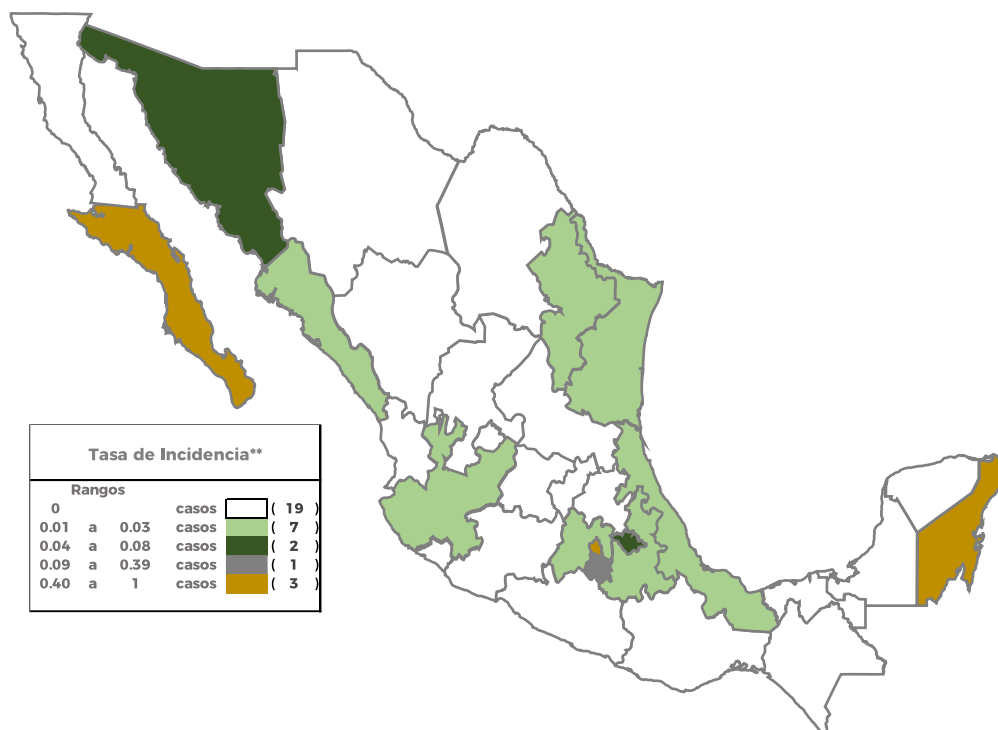 Tasa de Incidencia**
Rangos
0 casos ( 19 )
0.01 a 0.03 casos ( 7 )
0.04 a 0.08 casos ( 2 )
0.09 a 0.39 casos ( 1 )
0.40 a 1 casos ( 3 )